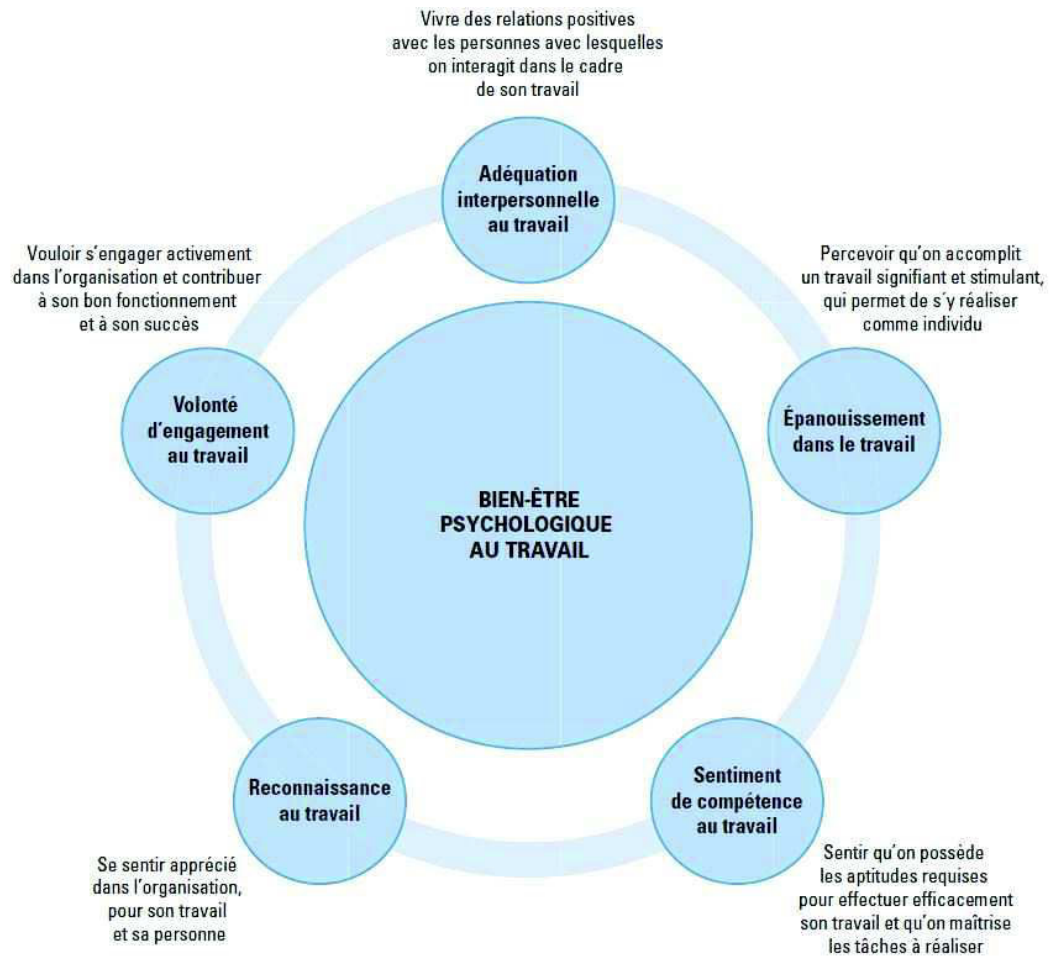 Vivre des relations positives
avec les personnes avec lesquelles
on interagit dans le cadre
de son travail
Adéquation
interpersonnelle
au travail
Vouloir s'engager activement
dans l'organisation et contribuer
à son bon fonctionnement
et à son succès
Percevoir qu'on accomplit
un travail signifiant et stimulant,
qui permet de s´y réaliser
comme individu
Volonté
d'engagement
au travail
Épanouissement
dans le travail
BIEN-ÊTRE
PSYCHOLOGIQUE
AU TRAVAIL
Reconnaissance
au travail
Sentiment
de compétence
au travail
Se sentir apprécié
dans l'organisation,
pour son travail
et sa personne
Sentir qu'on possède
les aptitudes requises
pour effectuer efficacement
son travail et qu'on maîtrise
les tâches à réaliser